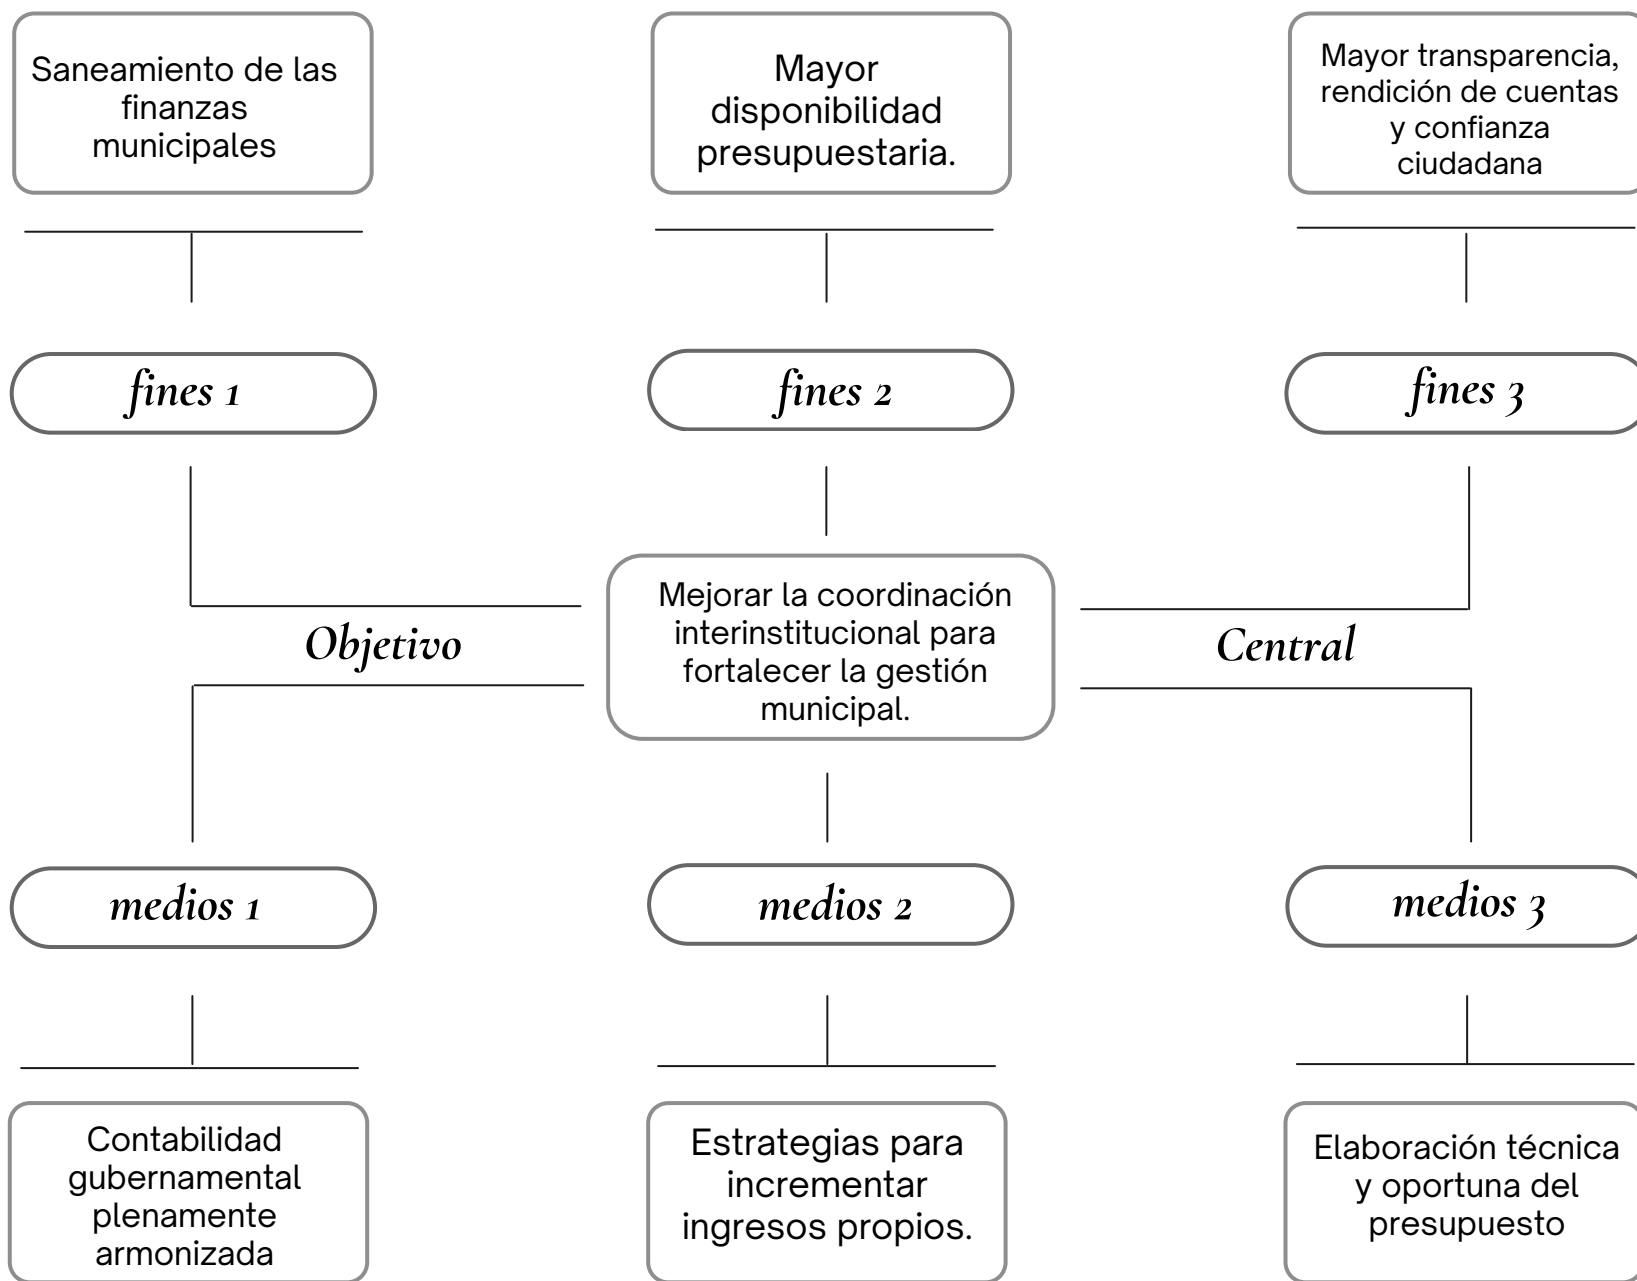 Saneamiento de las
finanzas
municipales
Mayor
disponibilidad
presupuestaria.
Mayor transparencia,
rendición de cuentas
y confianza
ciudadana
fines 1
fines 2
fines 3
Objetivo
Mejorar la coordinación
interinstitucional para
fortalecer la gestión
municipal.
Central
medios 1
medios 2
medios 3
Contabilidad
gubernamental
plenamente
armonizada
Estrategias para
incrementar
ingresos propios.
Elaboración técnica
y oportuna del
presupuesto